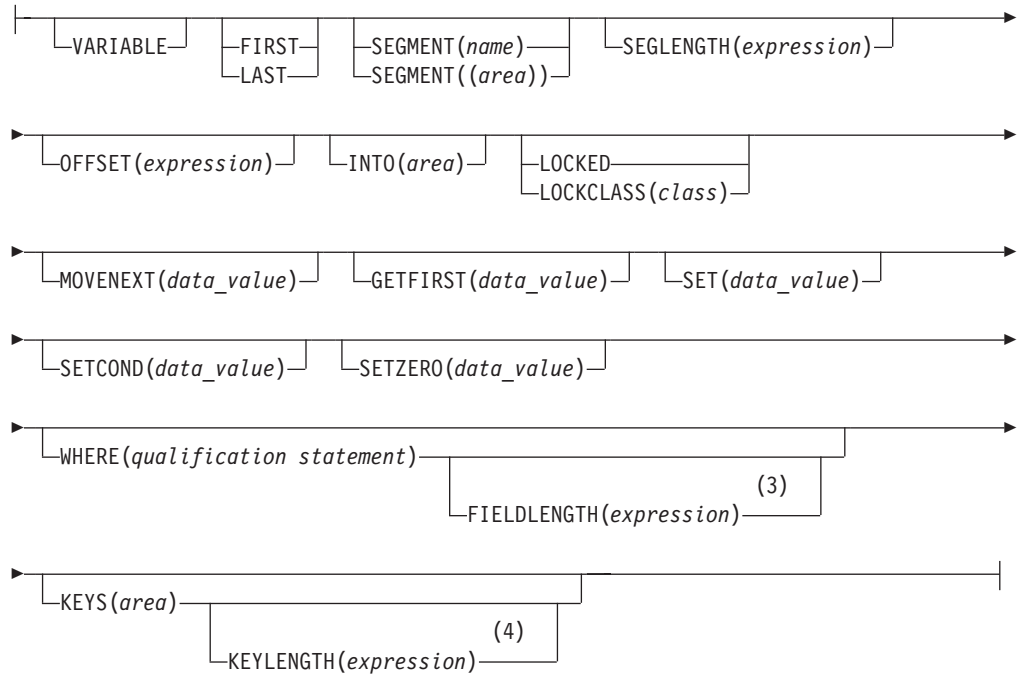 VARIABLE FIRST SEGMENT(name) SEGLENGTH(expression)
LAST SEGMENT((area))
OFFSET(expression) INTO(area) LOCKED
LOCKCLASS(class)
MOVENEXT(data_value) GETFIRST(data_value) SET(data_value)
SETCOND(data_value) SETZERO(data_value)
WHERE(qualification statement)
(3)
FIELDLENGTH(expression)
KEYS(area)
(4)
KEYLENGTH(expression)